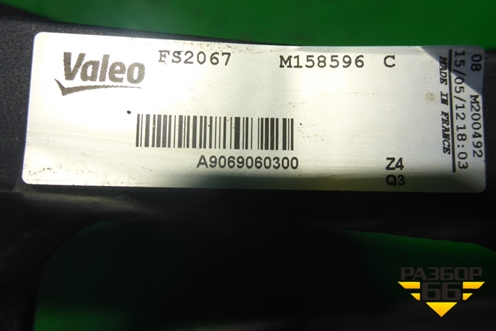 Valeo FS2067 M158596 C
A9069060300 Z4
Q3
08 M200492
15/05/12 18:03
MADE IN FRANCE
РАЗБОР
66